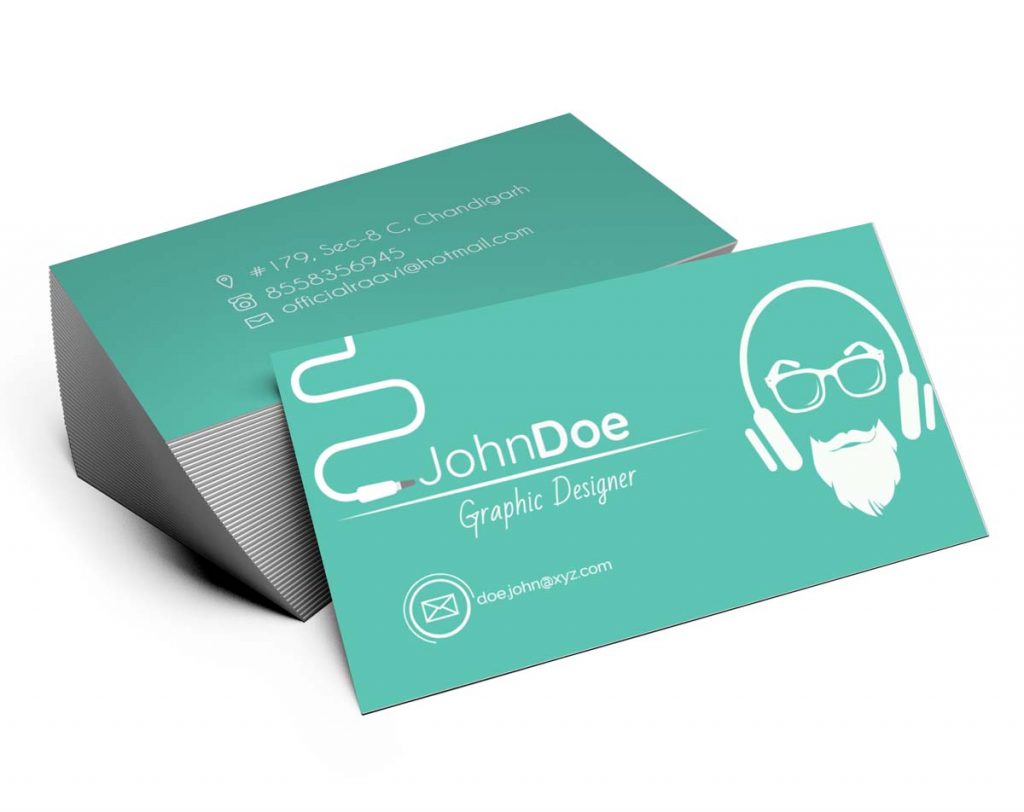 #179, Sec-8 C, Chandigarh
8558356945
officialraavi@hotmail.com
JohnDoe
Graphic Designer
doe.john@xyz.com